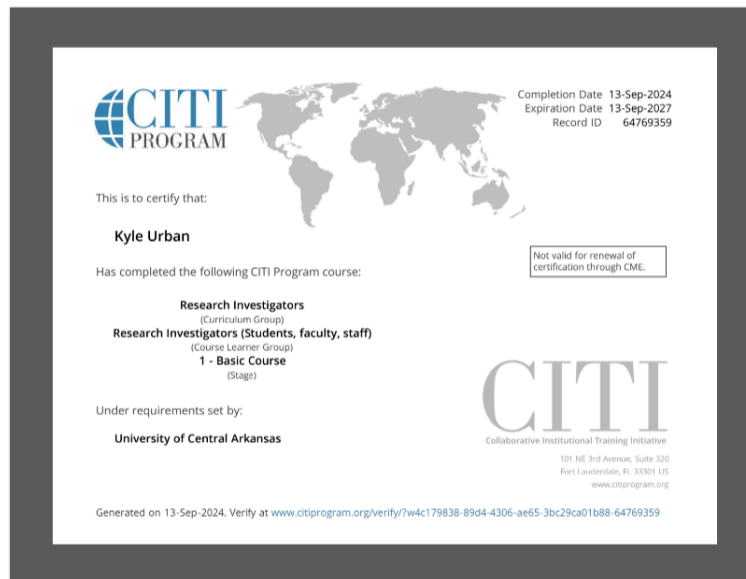 CITI
PROGRAM
Completion Date 13-Sep-2024
Expiration Date 13-Sep-2027
Record ID 64769359
This is to certify that:
Kyle Urban
Not valid for renewal of
certification through CME.
Has completed the following CITI Program course:
Research Investigators
(Curriculum Group)
Research Investigators (Students, faculty, staff)
(Course Learner Group)
1 - Basic Course
(Stage)
Under requirements set by:
University of Central Arkansas
CITI
Collaborative Institutional Training Initiative
101 NE 3rd Avenue, Suite 320
Fort Lauderdale, FL 33301 US
www.citiprogram.org
Generated on 13-Sep-2024. Verify at www.citiprogram.org/verify/?w4c179838-89d4-4306-ae65-3bc29ca01b88-64769359